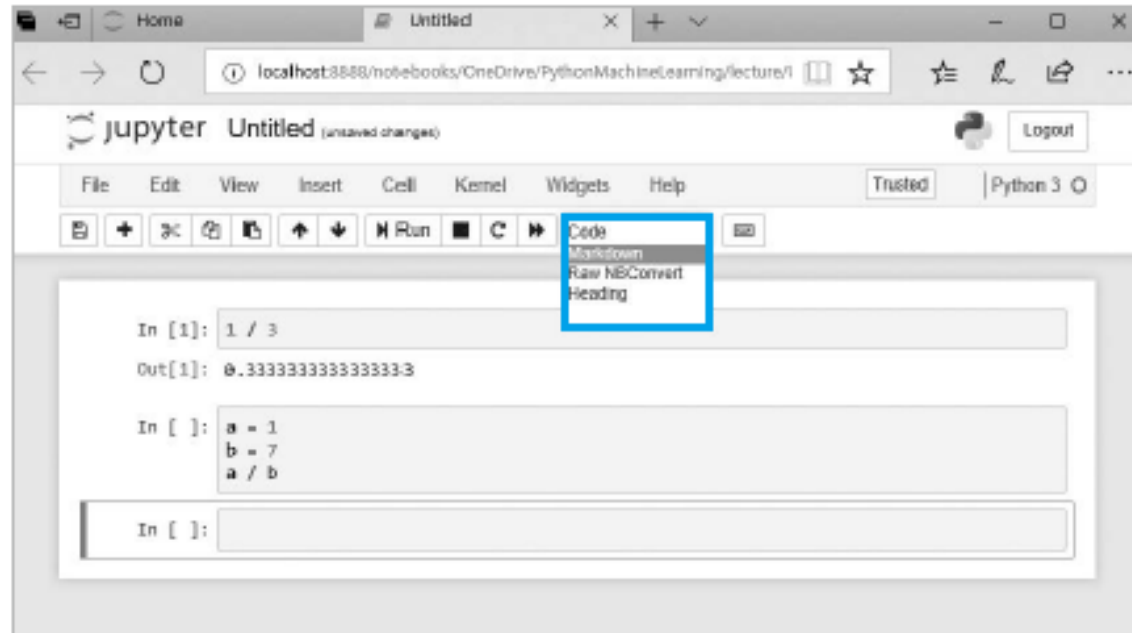 Home Untitled
localhost:8888/notebooks/OneDrive/PythonMachineLearning/lecture/
jupyter Untitled (unsaved changes) Logout
File Edit View Insert Cell Kernel Widgets Help Trusted Python 3
Run Code
Markdown
Raw NBConvert
Heading
In [1]: 1 / 3
Out[1]: 0.3333333333333333
In [ ]: a = 1
b = 7
a / b
In [ ]: